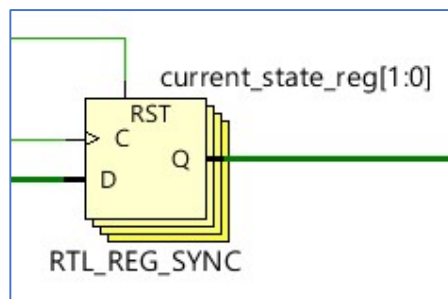 current_state_reg[1:0]
RST
C
Q
D
RTL_REG_SYNC